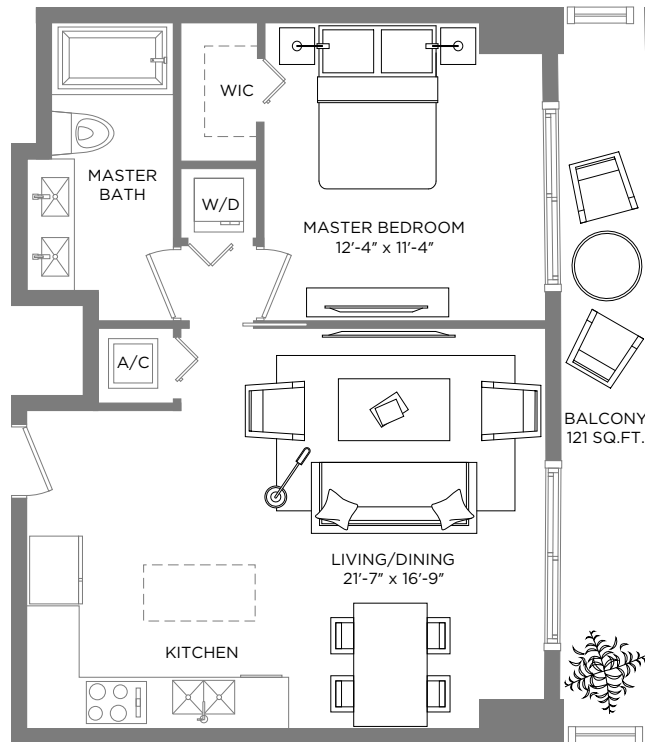 WIC
MASTER
BATH
W/D
MASTER BEDROOM
12'-4" x 11'-4"
A/C
BALCONY
121 SQ.FT.
LIVING/DINING
21'-7" x 16'-9"
KITCHEN